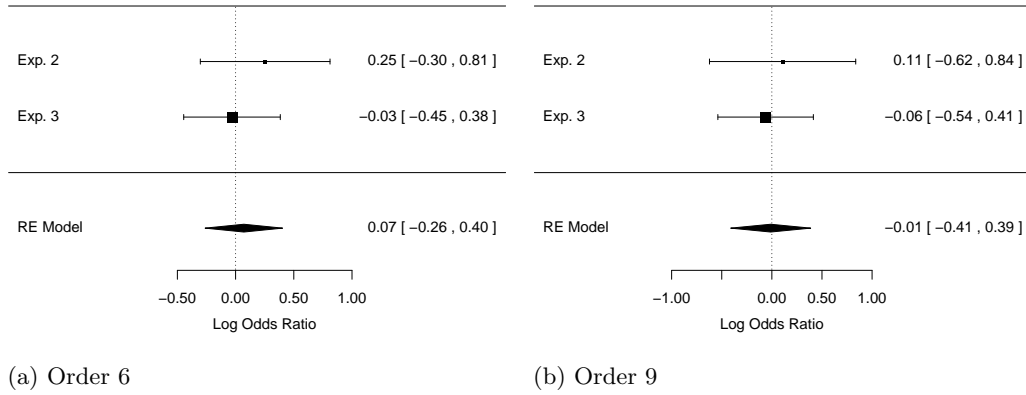 Exp. 2 0.25 [ −0.30 , 0.81 ]
Exp. 3 −0.03 [ −0.45 , 0.38 ]
RE Model 0.07 [ −0.26 , 0.40 ]
−0.50 0.00 0.50 1.00
Log Odds Ratio
(a) Order 6
Exp. 2 0.11 [ −0.62 , 0.84 ]
Exp. 3 −0.06 [ −0.54 , 0.41 ]
RE Model −0.01 [ −0.41 , 0.39 ]
−1.00 0.00 0.50 1.00
Log Odds Ratio
(b) Order 9